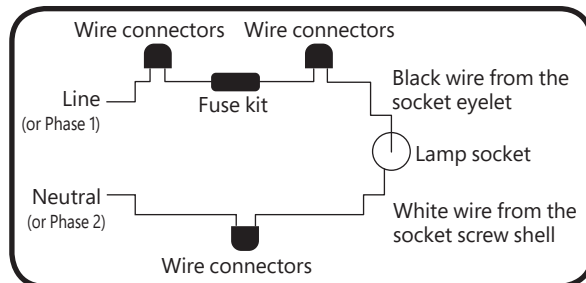 Wire connectors
Wire connectors
Black wire from the
socket eyelet
Line
(or Phase 1)
Fuse kit
Lamp socket
Neutral
(or Phase 2)
White wire from the
socket screw shell
Wire connectors